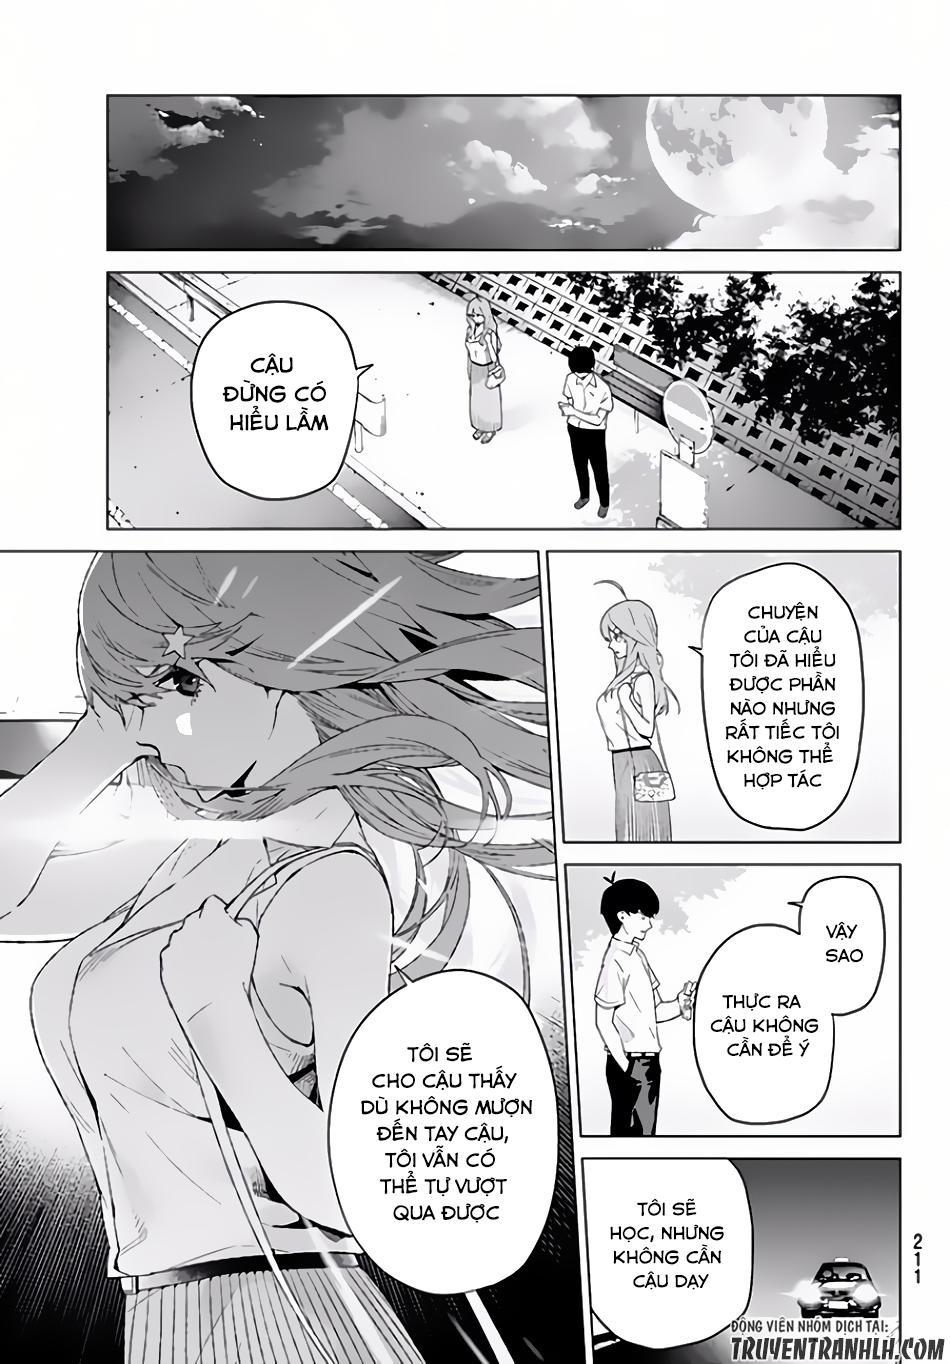 CẬU
ĐỪNG CÓ
HIỂU LẦM
CHUYỆN
CỦA CẬU
TÔI ĐÃ HIỂU
ĐƯỢC PHẦN
NÀO NHƯNG
RẤT TIẾC TÔI
KHÔNG THỂ
HỢP TÁC
VẬY
SAO
THỰC RA
CẬU KHÔNG
CẦN ĐỂ Ý
TÔI SẼ
HỌC, NHƯNG
KHÔNG CẦN
CẬU DẠY
TÔI SẼ
CHO CẬU THẤY
DÙ KHÔNG MƯỢN
ĐẾN TAY CẬU,
TÔI VẪN CÓ
THỂ TỰ VƯỢT
QUA ĐƯỢC
211
ĐỘNG VIÊN NHÓM DỊCH TẠI:
TRUYENTRANHLH.COM